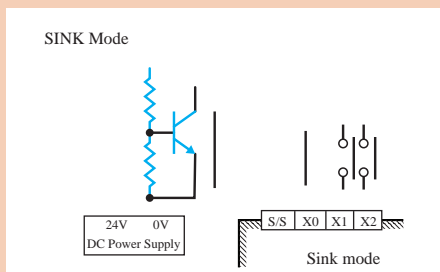 SINK Mode
24V 0V
DC Power Supply
S/S X0 X1 X2
Sink mode